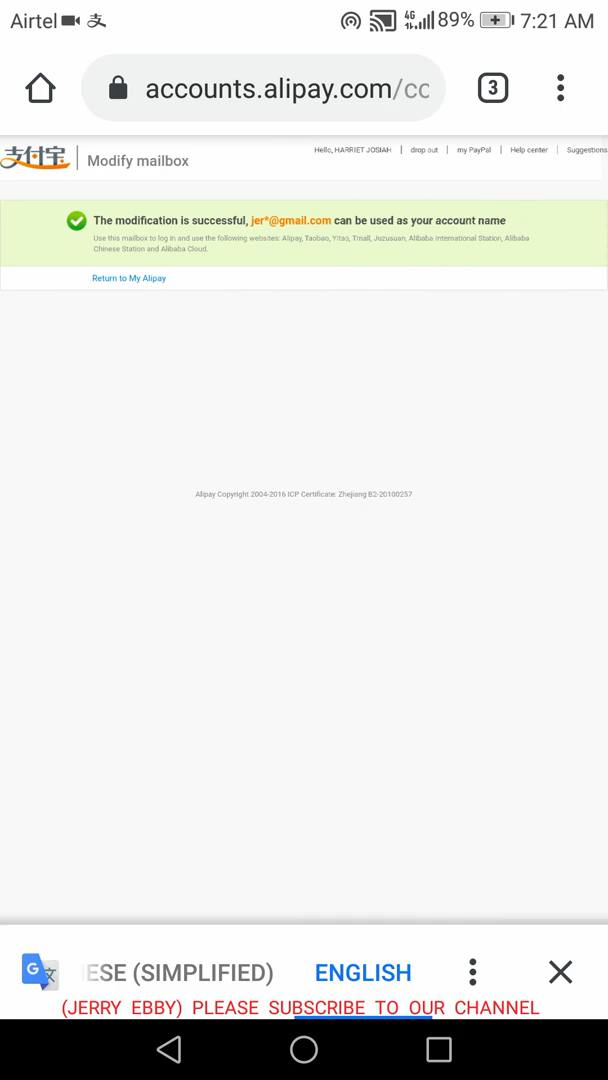 Airtel 支 4G 89% 7:21 AM
accounts.alipay.com/cc 3
支付宝 Modify mailbox
Hello, HARRIET JOSIAH | drop out | my PayPal | Help center | Suggestions
The modification is successful, jer*@gmail.com can be used as your account name
Use this mailbox to log in and use the following websites: Alipay, Taobao, Yitao, Tmall, Juzusuan, Alibaba International Station, Alibaba
Chinese Station and Alibaba Cloud.
Return to My Alipay
Alipay Copyright 2004-2016 ICP Certificate: Zhejiang B2-20100257
G 文 ESE (SIMPLIFIED) ENGLISH
(JERRY EBBY) PLEASE SUBSCRIBE TO OUR CHANNEL